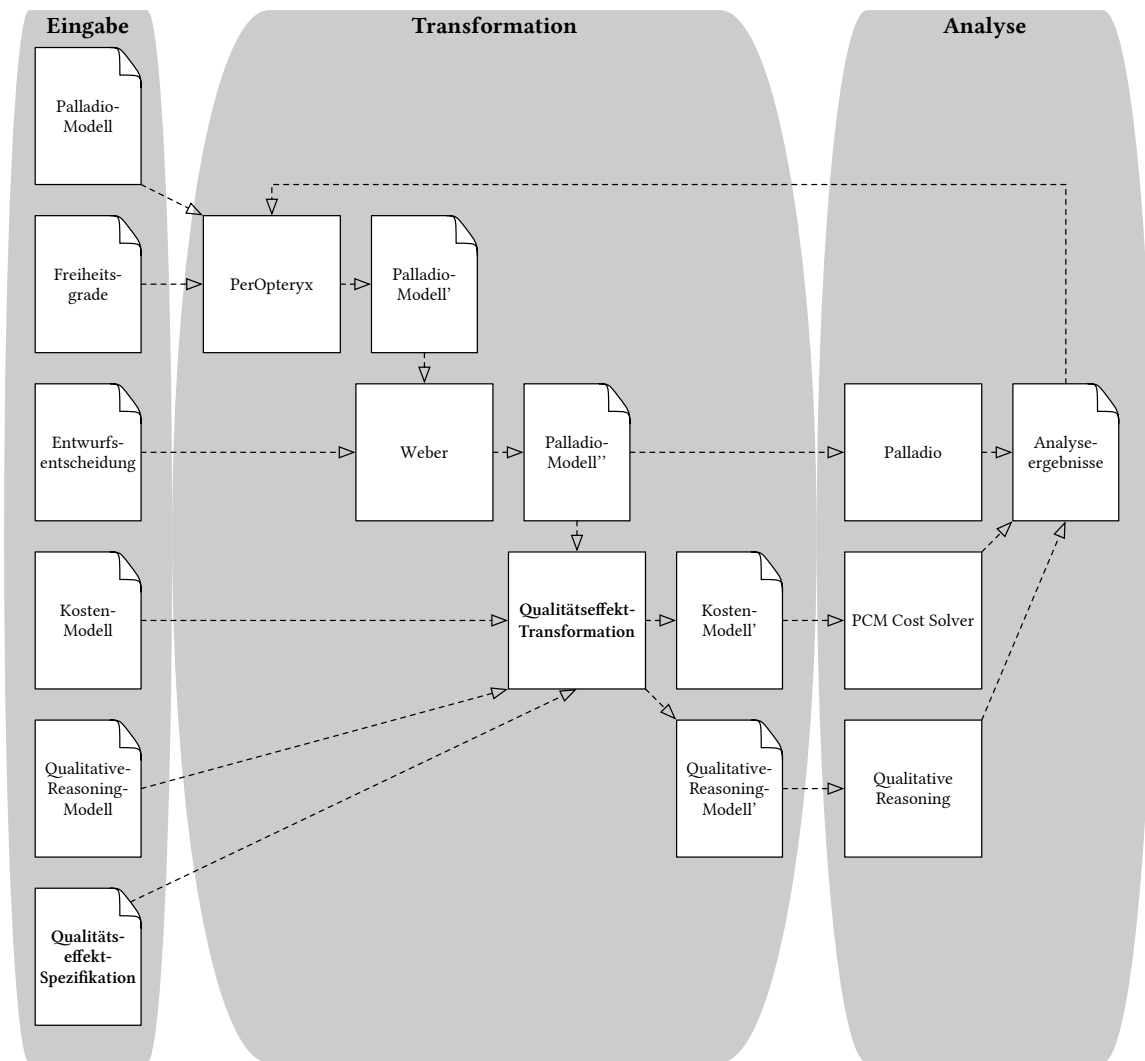 Eingabe
Transformation
Analyse
Palladio-
Modell
Freiheits-
grade
PerOpteryx
Palladio-
Modell’
Entwurfs-
entscheidung
Weber
Palladio-
Modell’’
Palladio
Analyse-
ergebnisse
Kosten-
Modell
Qualitätseffekt-
Transformation
Kosten-
Modell’
PCM Cost Solver
Qualitative-
Reasoning-
Modell
Qualitative-
Reasoning-
Modell’
Qualitative
Reasoning
Qualitäts-
effekt-
Spezifikation